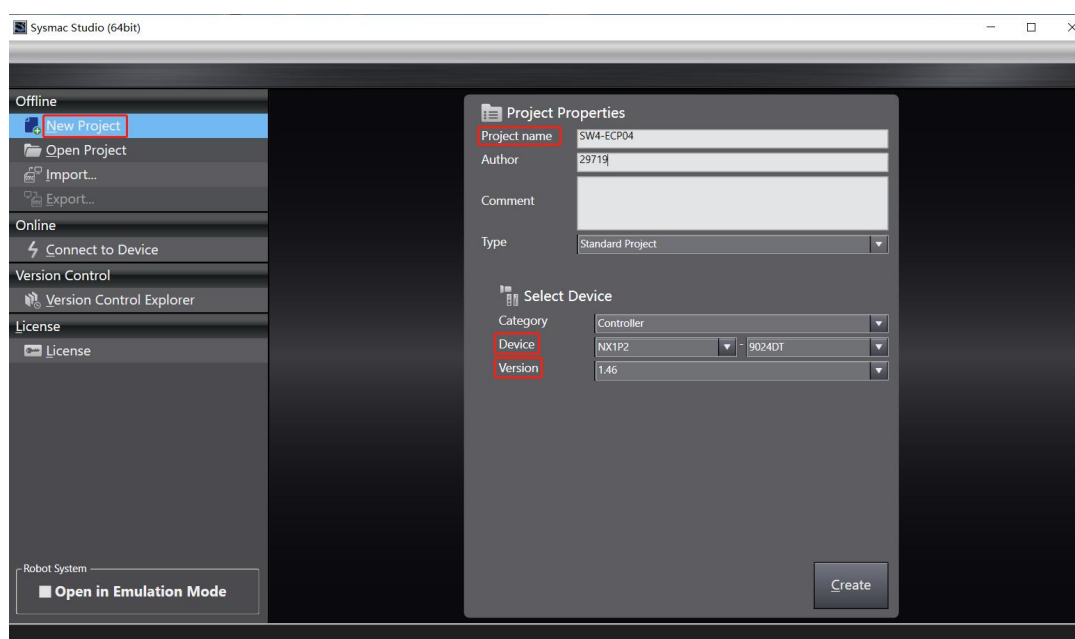 Sysmac Studio (64bit)
Offline
New Project
Open Project
Import...
Export...
Online
Connect to Device
Version Control
Version Control Explorer
License
License
Robot System
Open in Emulation Mode
Project Properties
Project name SW4-ECP04
Author 29719
Comment
Type Standard Project
Select Device
Category Controller
Device NX1P2 - 9024DT
Version 1.46
Create